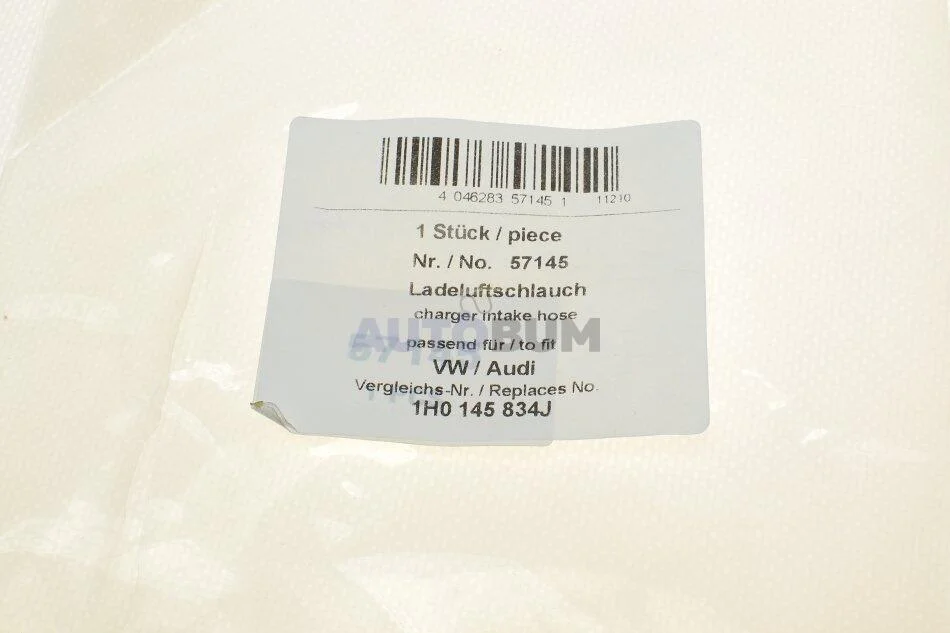 4 046283 57145 1 11210
1 Stück / piece
Nr. / No. 57145
Ladeluftschlauch
charger intake hose
AUTOBUM
passend für / to fit
VW / Audi
Vergleichs-Nr. / Replaces No.
1H0 145 834J